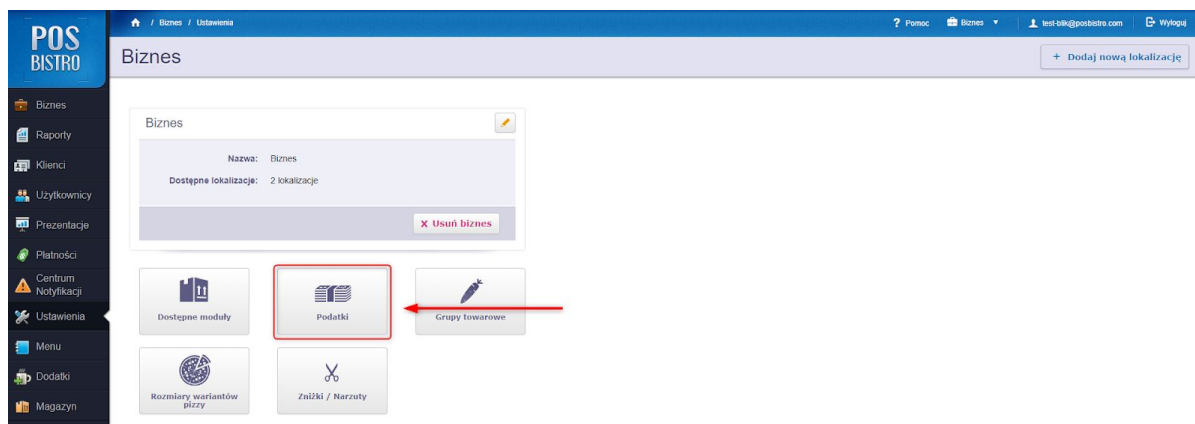 POS
BISTRO
/ Biznes / Ustawienia
? Pomoc
Biznes ▼
test-blik@posbistro.com
Wyloguj
Biznes
+ Dodaj nową lokalizację
Biznes
Raporty
Klienci
Użytkownicy
Prezentacje
Płatności
Centrum
Notyfikacji
Ustawienia
Menu
Dodatki
Magazyn
Biznes
Nazwa: Biznes
Dostępne lokalizacje: 2 lokalizacje
X Usuń biznes
Dostępne moduły
Podatki
Grupy towarowe
Rozmiary wariantów
pizzy
Zniżki / Narzuty